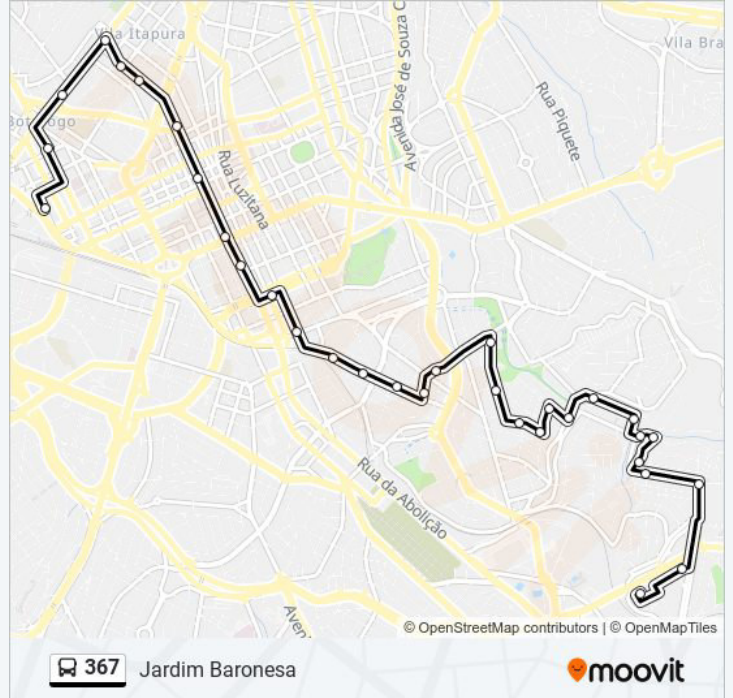 Vila Itapura
Vila Bra
Avenida José de Souza C
Rua Piquete
Rua Luzitana
Rua da Abolição
Aven
© OpenStreetMap contributors | © OpenMapTiles
367 Jardim Baronesa
moovit